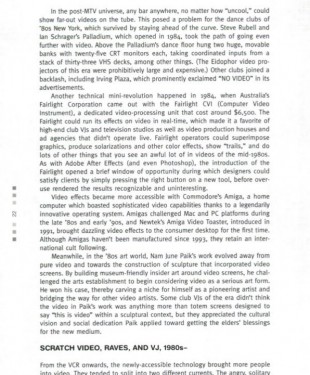 In the post-MTV universe, any bar anywhere, no matter how "uncool," could
show far-out videos on the tube. This posed a problem for the dance clubs of
'80s New York, which survived by staying ahead of the curve. Steve Rubell and
Ian Schrager's Palladium, which opened in 1984, took the path of going even
further with video. Above the Palladium's dance floor hung two huge, movable
banks with twenty-five CRT monitors each, taking coordinated inputs from a
stack of thirty-three VHS decks, among other things. (The Eidophor video pro-
jectors of this era were prohibitively large and expensive.) Other clubs joined a
backlash, including Irving Plaza, which prominently exclaimed "NO VIDEO" in its
advertisements.
Another technical mini-revolution happened in 1984, when Australia's
Fairlight Corporation came out with the Fairlight CVI (Computer Video
Instrument), a dedicated video-processing unit that cost around $6,500. The
Fairlight could run its effects on video in real-time, which made it a favorite of
high-end club VJs and television studios as well as video production houses and
ad agencies that didn't operate live. Fairlight operators could superimpose
graphics, produce solarizations and other color effects, show "trails," and do
lots of other things that you see an awful lot of in videos of the mid-1980s.
As with Adobe After Effects (and even Photoshop), the introduction of the
Fairlight opened a brief window of opportunity during which designers could
satisfy clients by simply pressing the right button on a new tool, before over-
use rendered the results recognizable and uninteresting.
Video effects became more accessible with Commodore's Amiga, a home
computer which boasted sophisticated video capabilities thanks to a legendarily
innovative operating system. Amigas challenged Mac and PC platforms during
the late '80s and early '90s, and Newtek's Amiga Video Toaster, introduced in
1991, brought dazzling video effects to the consumer desktop for the first time.
Although Amigas haven't been manufactured since 1993, they retain an inter-
national cult following.
Meanwhile, in the '80s art world, Nam June Paik's work evolved away from
pure video and towards the construction of sculpture that incorporated video
screens. By building museum-friendly insider art around video screens, he chal-
lenged the arts establishment to begin considering video as a serious art form.
He won his case, thereby carving a niche for himself as a pioneering artist and
bridging the way for other video artists. Some club VJs of the era didn't think
the video in Paik's work was anything more than totem screens designed to
say "this is video" within a sculptural context, but they appreciated the cultural
vision and social dedication Paik applied toward getting the elders' blessings
for the new medium.
SCRATCH VIDEO, RAVES, AND VJ, 1980s–
From the VCR onwards, the newly-accessible technology brought more people
into video. They tended to split into two different currents. The angry, solitary